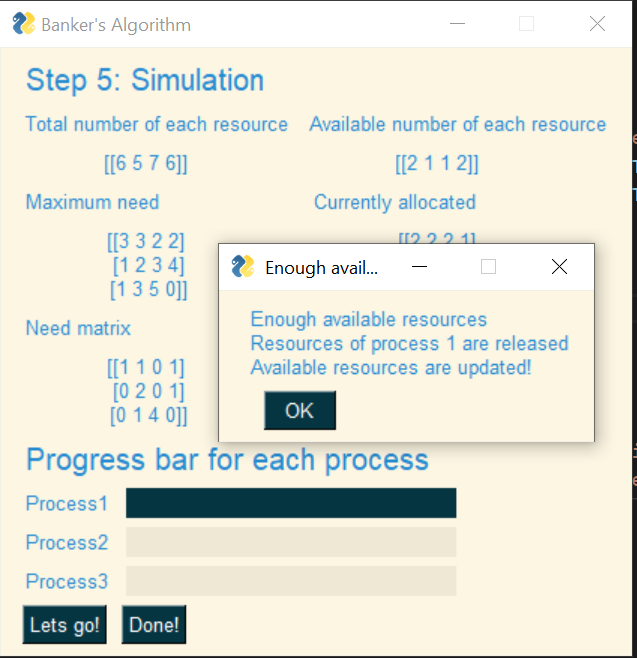 Banker's Algorithm
Step 5: Simulation
Total number of each resource
Available number of each resource
[[6 5 7 6]]
[[2 1 1 2]]
Maximum need
Currently allocated
[[3 3 2 2]
[1 2 3 4]
[1 3 5 0]]
[[2 2 2 1]
Need matrix
[[1 1 0 1]
[0 2 0 1]
[0 1 4 0]]
Enough avail...
Enough available resources
Resources of process 1 are released
Available resources are updated!
OK
Progress bar for each process
Process1
Process2
Process3
Lets go! Done!